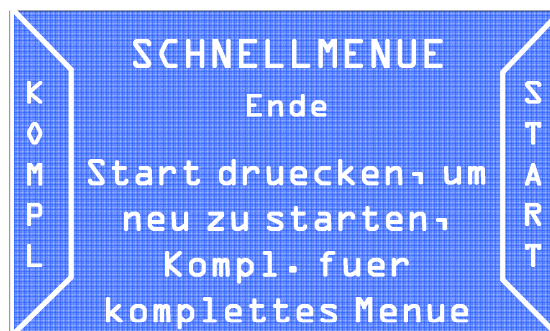 SCHNELLMENUE
Ende
Start druecken, um
neu zu starten,
Kompl. fuer
komplettes Menue
KOMPL
START